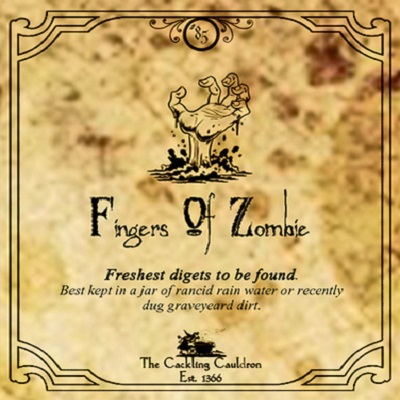 '85
Fingers Of Zombie
Freshest digets to be found.
Best kept in a jar of rancid rain water or recently
dug graveyeard dirt.
The Cackling Cauldron
Est. 1366